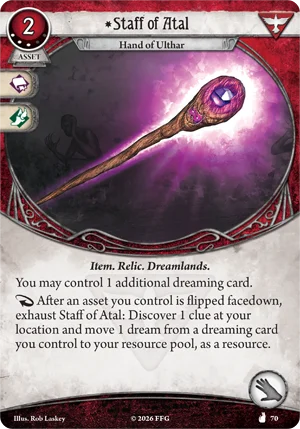 2
*Staff of Atal
ASSET
Hand of Ulthar
Item. Relic. Dreamlands.
You may control 1 additional dreaming card.
After an asset you control is flipped facedown,
exhaust Staff of Atal: Discover 1 clue at your
location and move 1 dream from a dreaming card
you control to your resource pool, as a resource.
Illus. Rob Laskey
© 2026 FFG
70